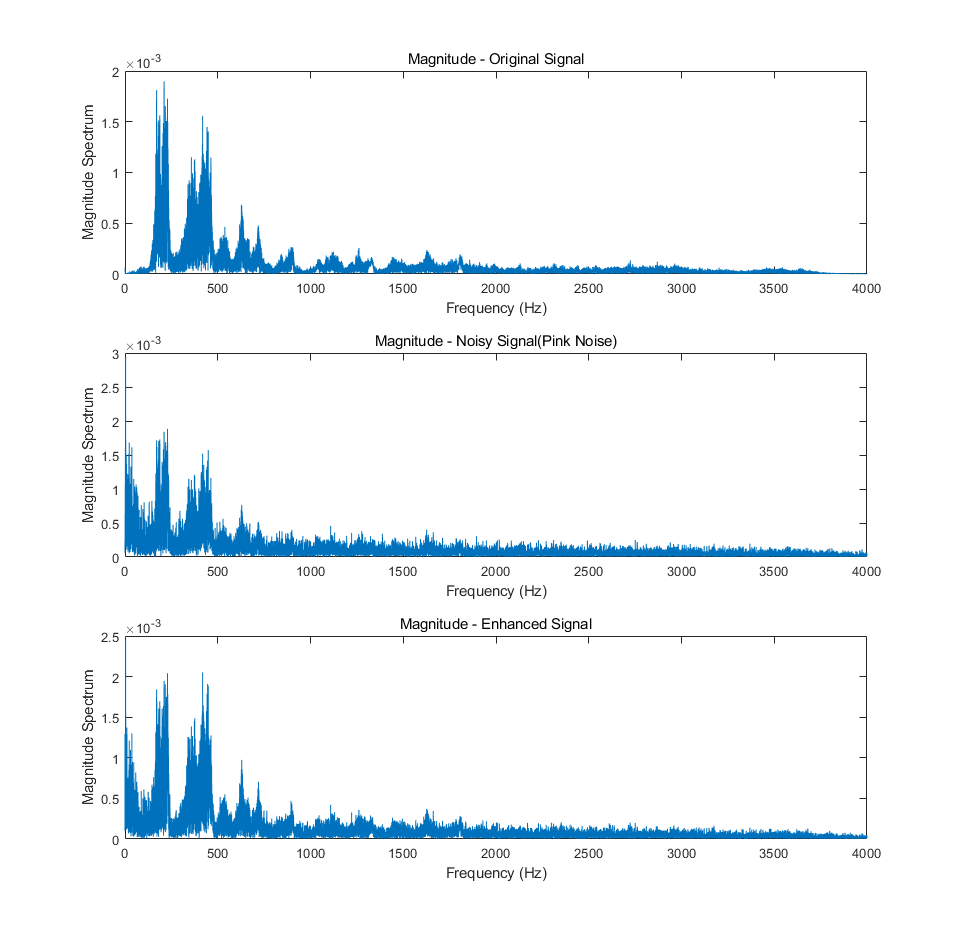 Magnitude - Original Signal
×10-3
2
1.5
1
0.5
0
Magnitude Spectrum
0 500 1000 1500 2000 2500 3000 3500 4000
Frequency (Hz)
Magnitude - Noisy Signal(Pink Noise)
×10-3
3
2.5
2
1.5
1
0.5
0
Magnitude Spectrum
0 500 1000 1500 2000 2500 3000 3500 4000
Frequency (Hz)
Magnitude - Enhanced Signal
×10-3
2.5
2
1.5
1
0.5
0
Magnitude Spectrum
0 500 1000 1500 2000 2500 3000 3500 4000
Frequency (Hz)